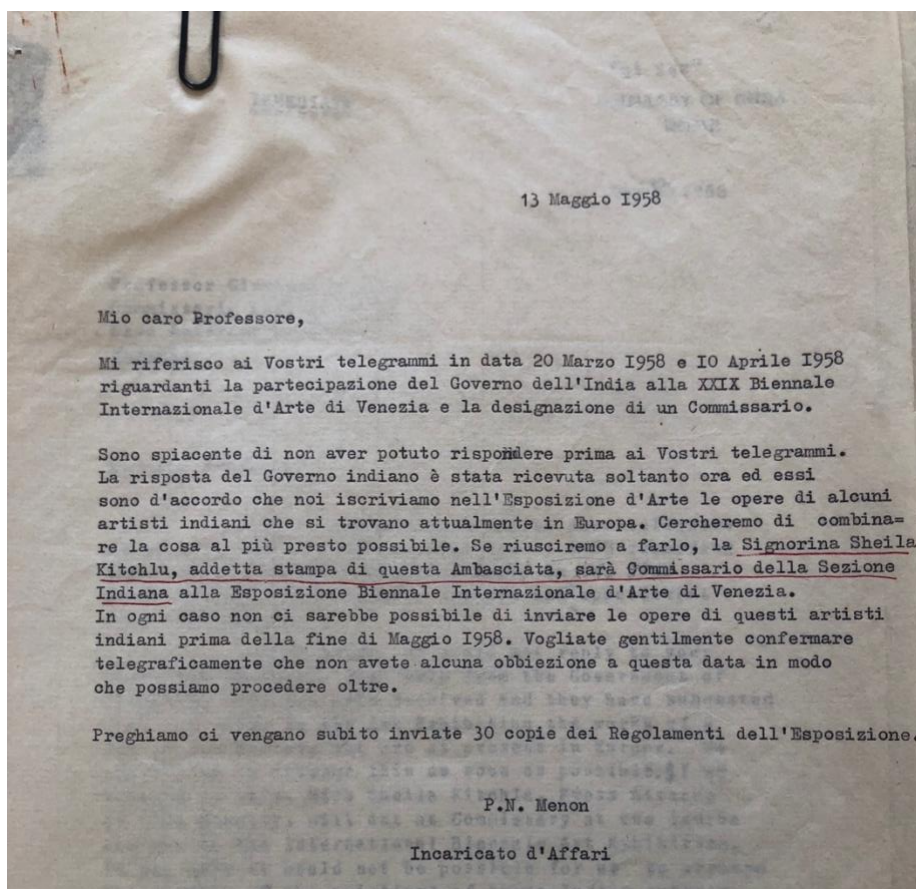 13 Maggio I958
Professor
Mio caro Professore,
Mi riferisco ai Vostri telegrammi in data 20 Marzo I958 e I0 Aprile I958
riguardanti la partecipazione del Governo dell'India alla XXIX Biennale
Internazionale d'Arte di Venezia e la designazione di un Commissario.
Sono spiacente di non aver potuto rispondere prima ai Vostri telegrammi.
La risposta del Governo indiano è stata ricevuta soltanto ora ed essi
sono d'accordo che noi iscriviamo nell'Esposizione d'Arte le opere di alcuni
artisti indiani che si trovano attualmente in Europa. Cercheremo di combina=
re la cosa al più presto possibile. Se riusciremo a farlo, la Signorina Sheila
Kitchlu, addetta stampa di questa Ambasciata, sarà Commissario della Sezione
Indiana alla Esposizione Biennale Internazionale d'Arte di Venezia.
In ogni caso non ci sarebbe possibile di inviare le opere di questi artisti
indiani prima della fine di Maggio I958. Vogliate gentilmente confermare
telegraficamente che non avete alcuna obbiezione a questa data in modo
che possiamo procedere oltre.
Preghiamo ci vengano subito inviate 30 copie dei Regolamenti dell'Esposizione.
P.N. Menon
Incaricato d'Affari